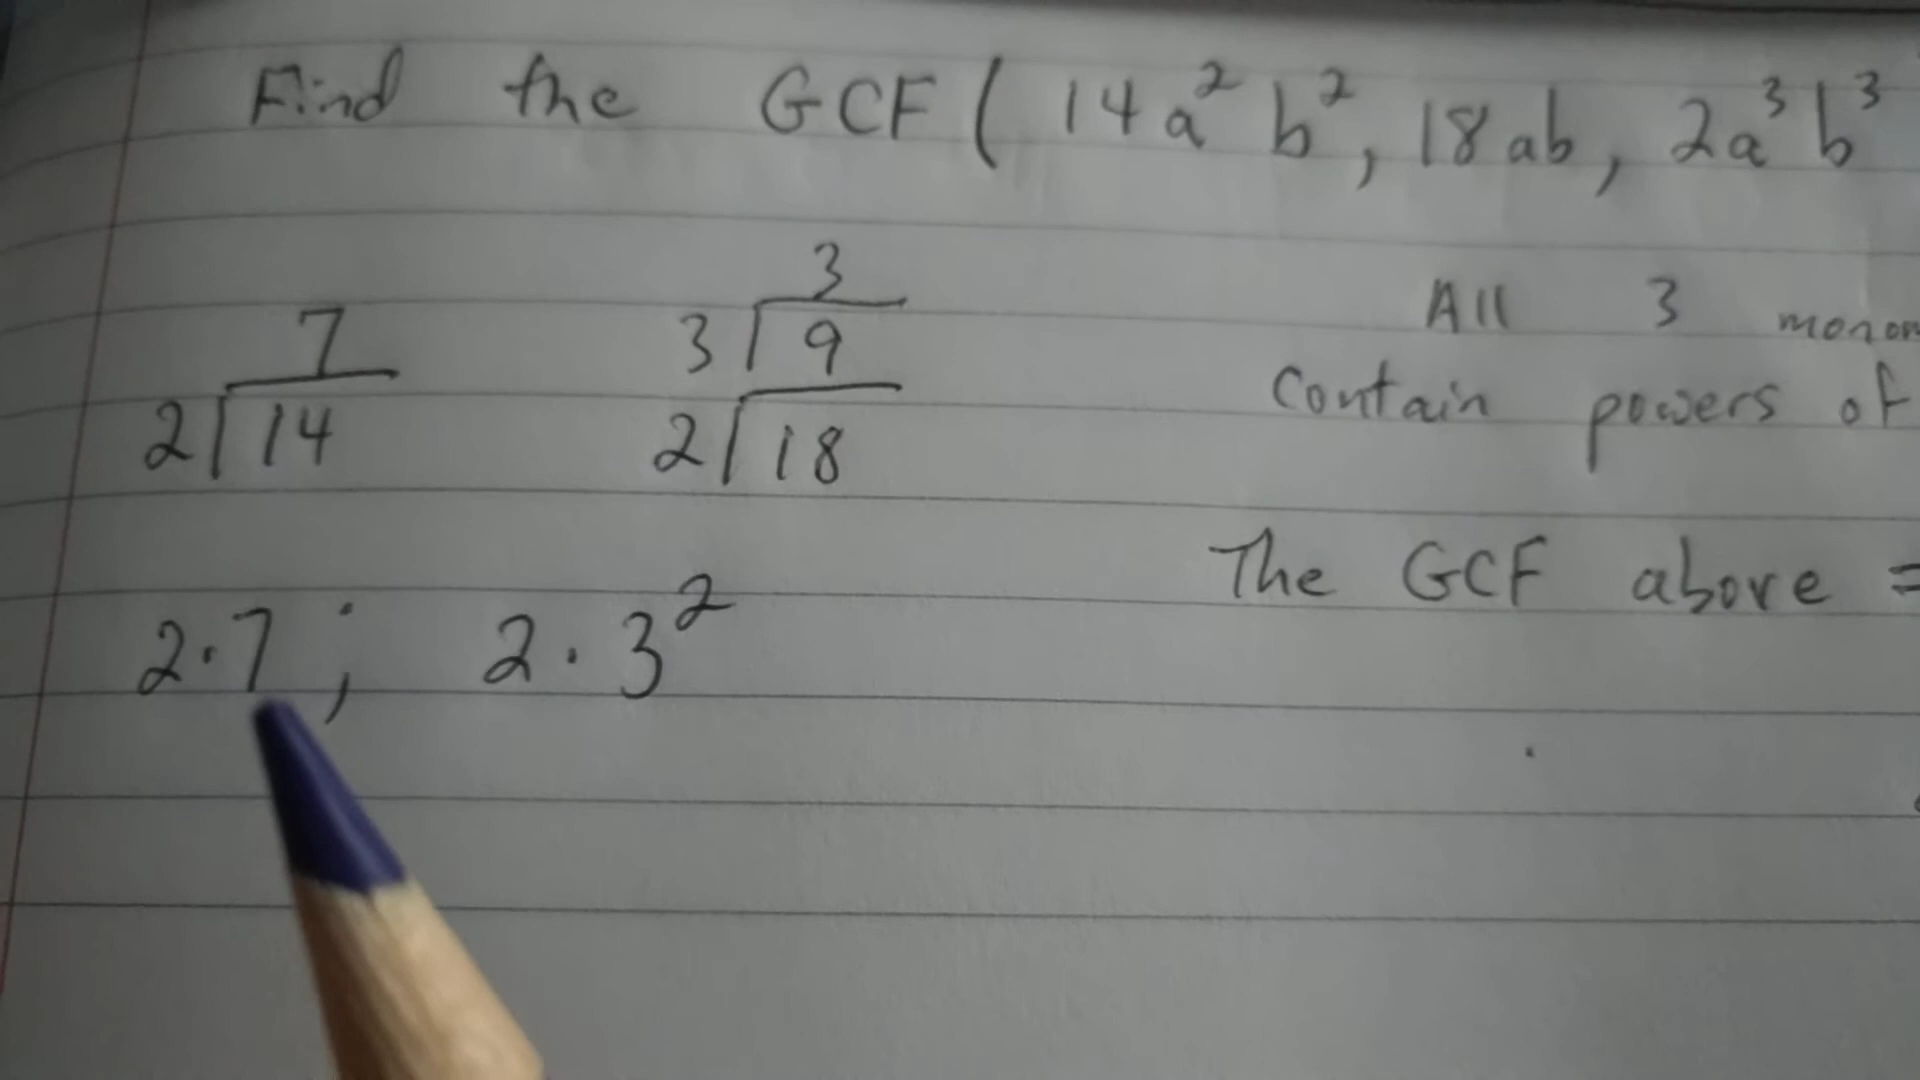 Find the GCF ( 14a²b², 18ab, 2a³b³
7
2 14
3
3 9
2 18
All 3
Contain powers of
The GCF above =
2·7 ; 2·3²